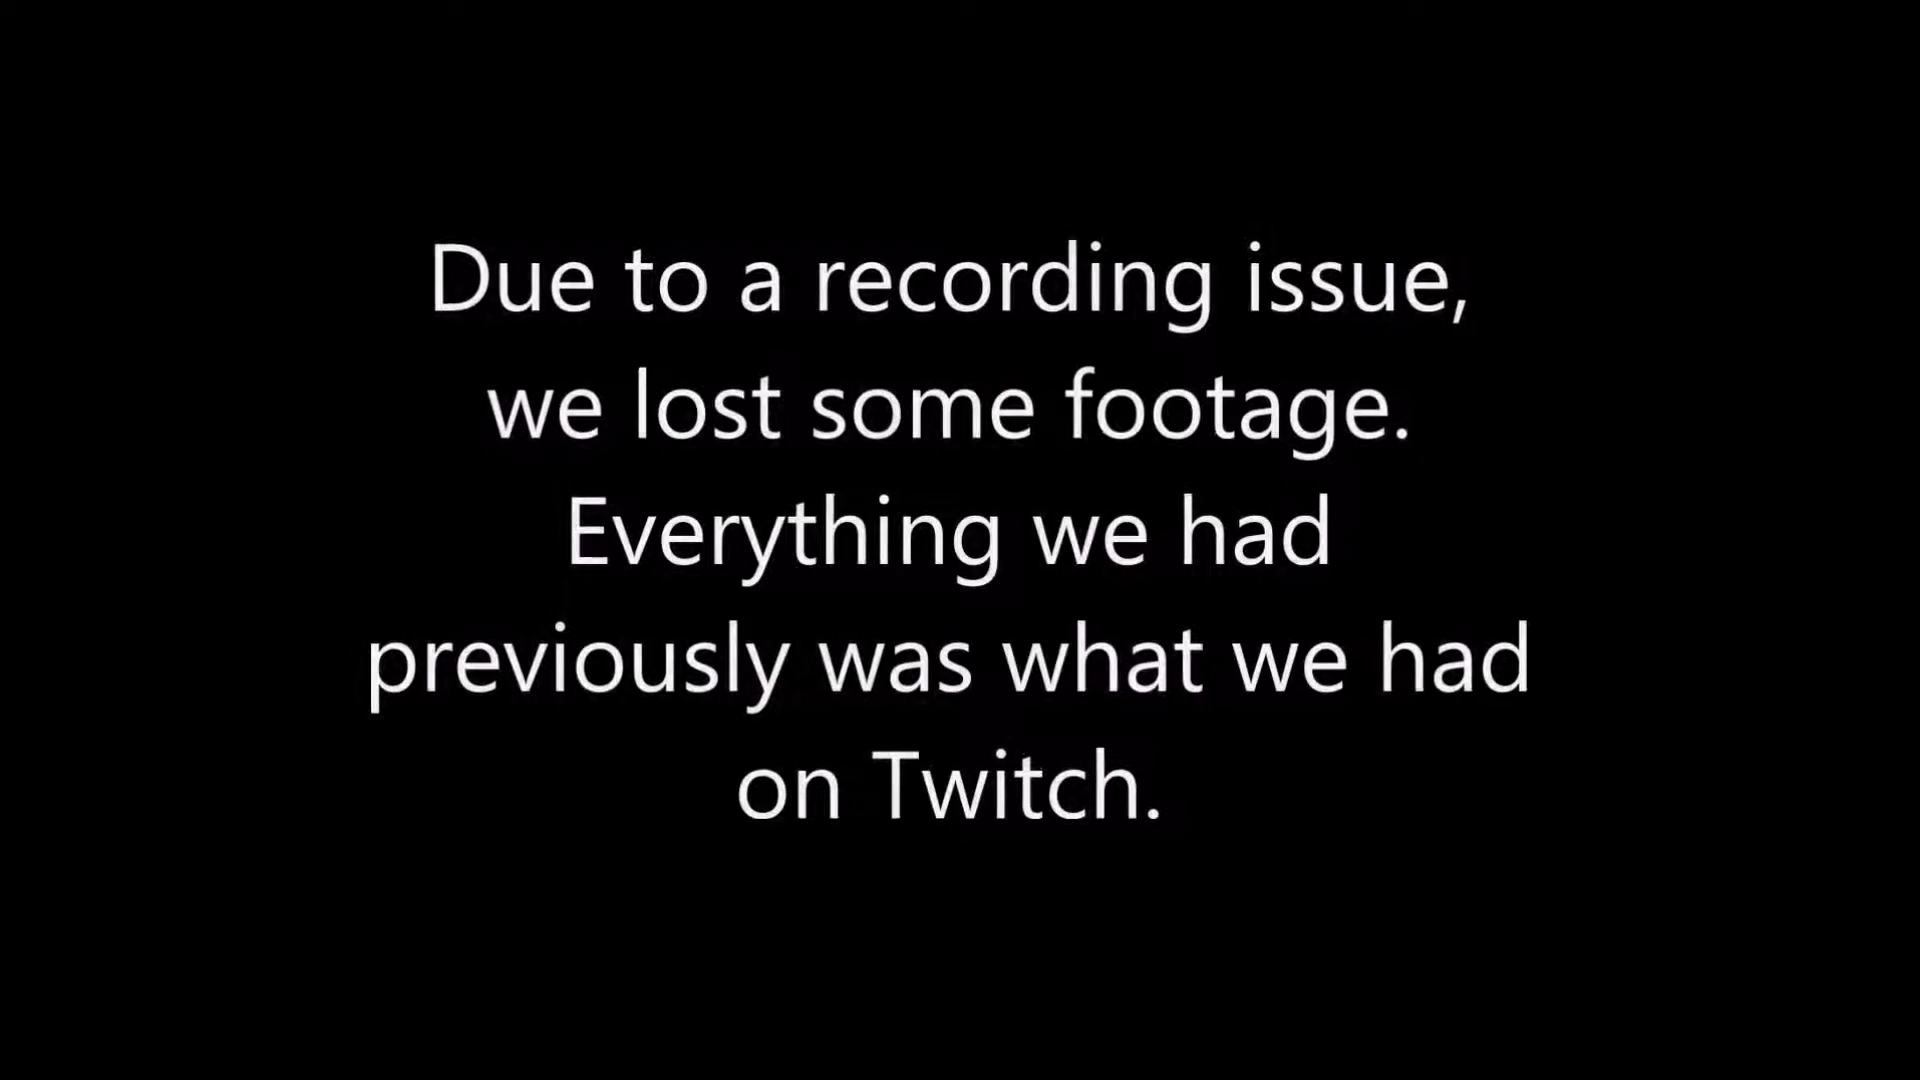 Due to a recording issue,
we lost some footage.
Everything we had
previously was what we had
on Twitch.